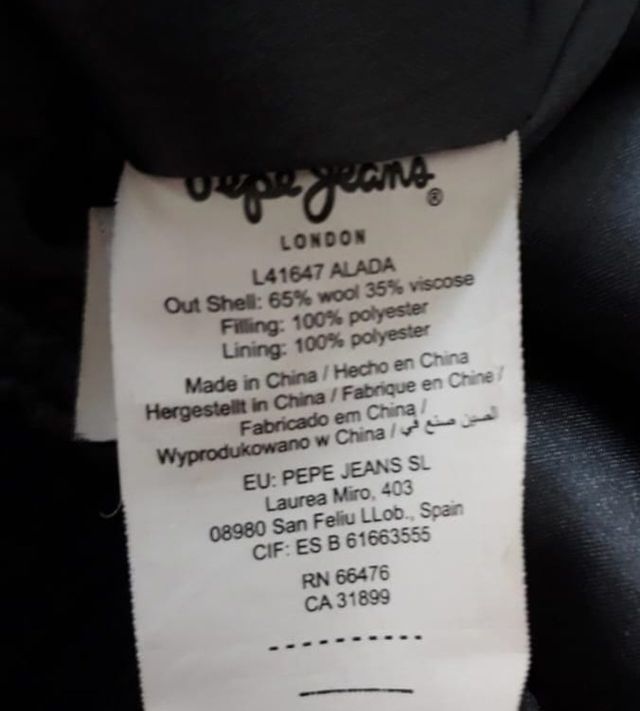 Pepe Jeans®
LONDON
L41647 ALADA
Out Shell: 65% wool 35% viscose
Filling: 100% polyester
Lining: 100% polyester
Made in China / Hecho en China
Hergestellt in China / Fabrique en Chine /
Fabricado em China /
Wyprodukowano w China / الصين صنع في
EU: PEPE JEANS SL
Laurea Miro, 403
08980 San Feliu LLob., Spain
CIF: ES B 61663555
RN 66476
CA 31899